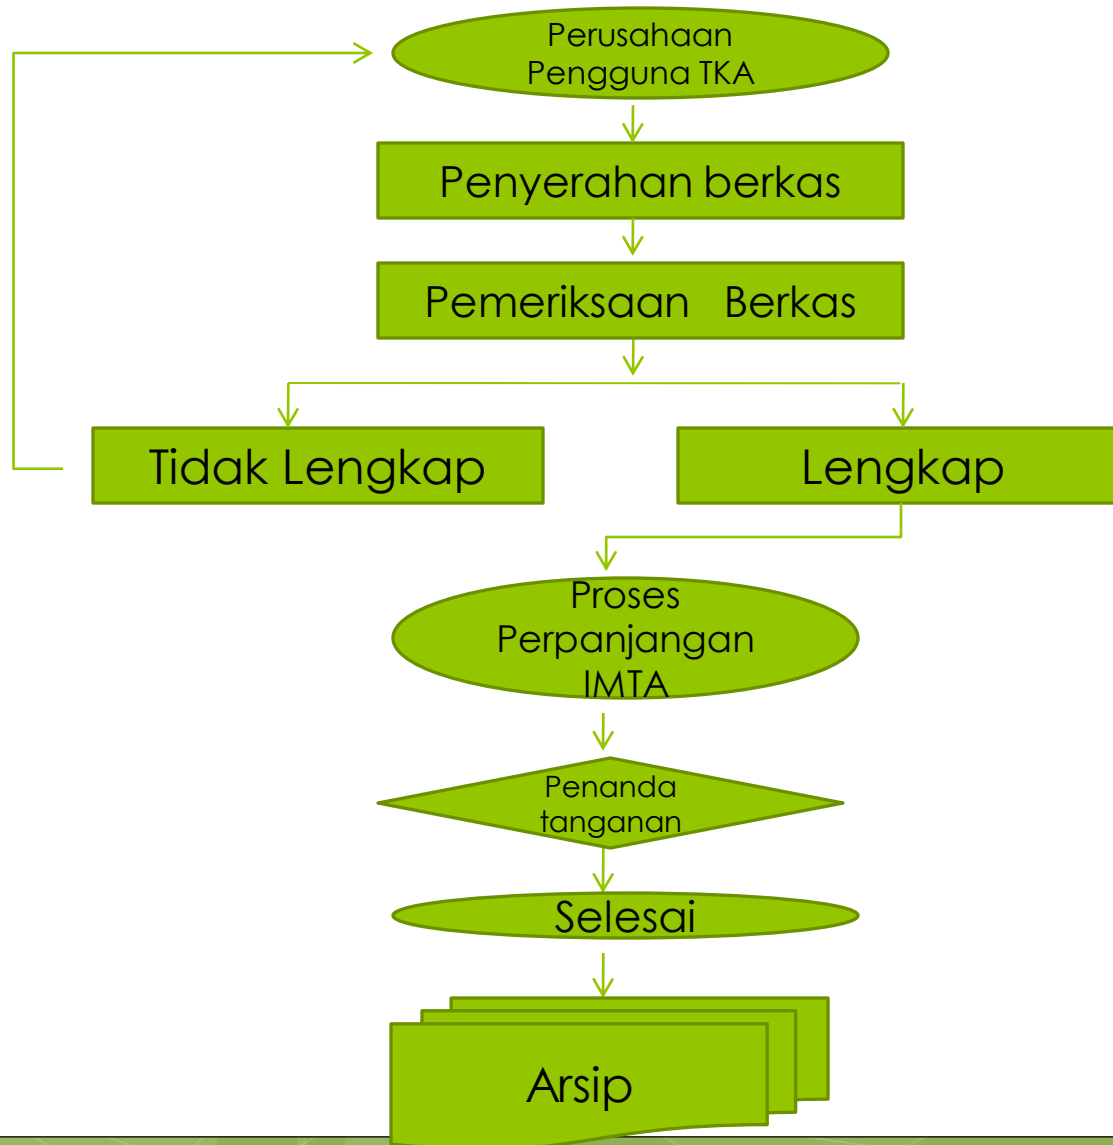 Perusahaan
Pengguna TKA
Penyerahan berkas
Pemeriksaan Berkas
Tidak Lengkap
Lengkap
Proses
Perpanjangan
IMTA
Penanda
tanganan
Selesai
Arsip